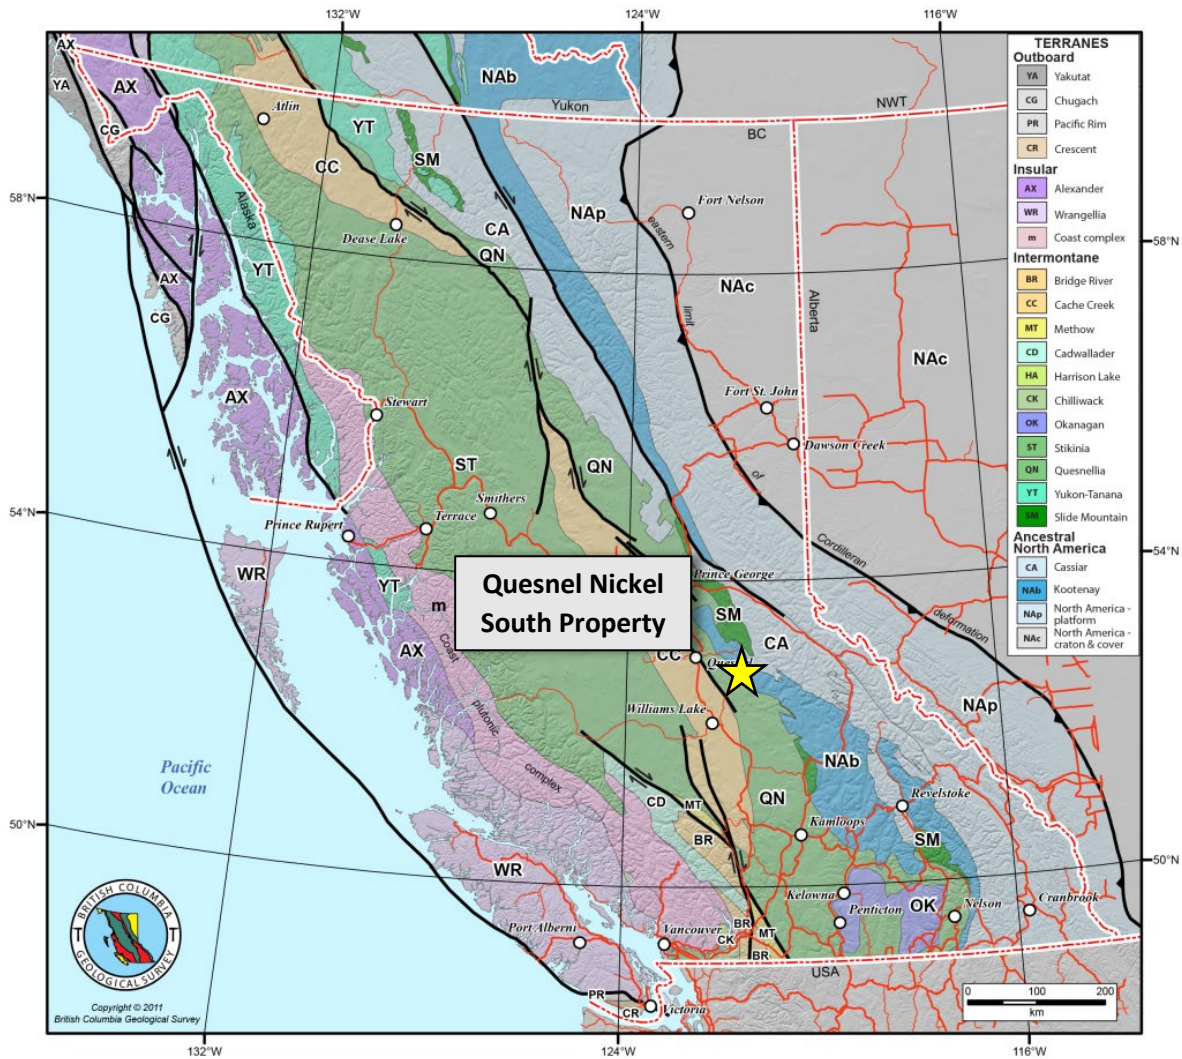 132°W
124°W
116°W
AX
YA
AX
CG
Atlin
YT
NAb
Yukon
NWT
BC
CC
SM
58°N
Alaska
Dease Lake
CA
QN
NAp
Fort Nelson
eastern
58°N
YT
AX
CG
NAc
limit
Alberta
NAc
AX
Stewart
Fort St. John
Dawson Creek
ST
QN
of
Smithers
54°N
Prince Rupert
Terrace
Cordilleran
54°N
WR
YT
m
Quesnel Nickel
South Property
Prince George
SM
deformation
AX
Coast
CC
CA
plutonic
Williams Lake
NAp
Pacific
Ocean
complex
NAb
CD
MT
QN
Revelstoke
50°N
BR
Kamloops
SM
50°N
WR
Kelowna
Penticton
OK
Nelson
Cranbrook
Port Alberni
Vancouver
BR
CK
MT
BR
USA
PR
CR
Victoria
0 100 200
km
BRITISH COLUMBIA
GEOLOGICAL SURVEY
Copyright © 2011
British Columbia Geological Survey
132°W
124°W
116°W
TERRANES
Outboard
YA Yakutat
CG Chugach
PR Pacific Rim
CR Crescent
Insular
AX Alexander
WR Wrangellia
m Coast complex
Intermontane
BR Bridge River
CC Cache Creek
MT Methow
CD Cadwallader
HA Harrison Lake
CK Chilliwack
OK Okanagan
ST Stikinia
QN Quesnellia
YT Yukon-Tanana
SM Slide Mountain
Ancestral
North America
CA Cassiar
NAb Kootenay
NAp North America -
platform
NAc North America -
craton & cover